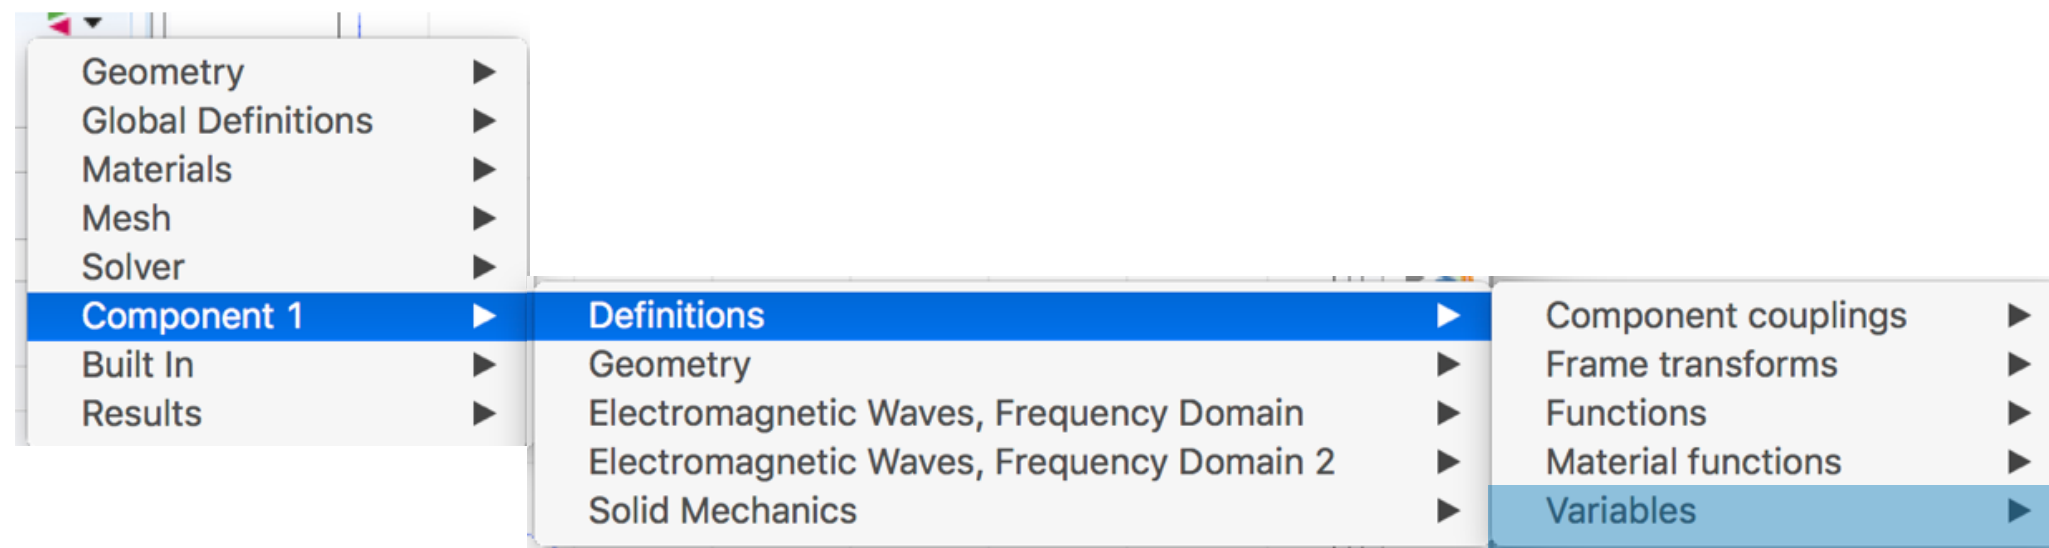 Geometry
Global Definitions
Materials
Mesh
Solver
Component 1
Built In
Results
Definitions
Geometry
Electromagnetic Waves, Frequency Domain
Electromagnetic Waves, Frequency Domain 2
Solid Mechanics
Component couplings
Frame transforms
Functions
Material functions
Variables